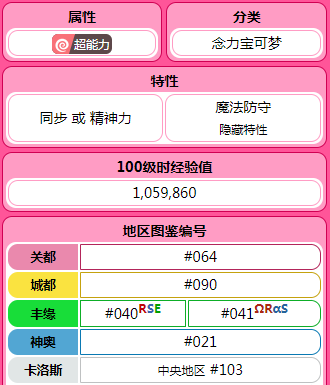 属性 分类
超能力 念力宝可梦
特性
同步 或 精神力 魔法防守
隐藏特性
100级时经验值
1,059,860
地区图鉴编号
关都 #064
城都 #090
丰缘 #040RSE #041ΩRαS
神奥 #021
卡洛斯 中央地区 #103